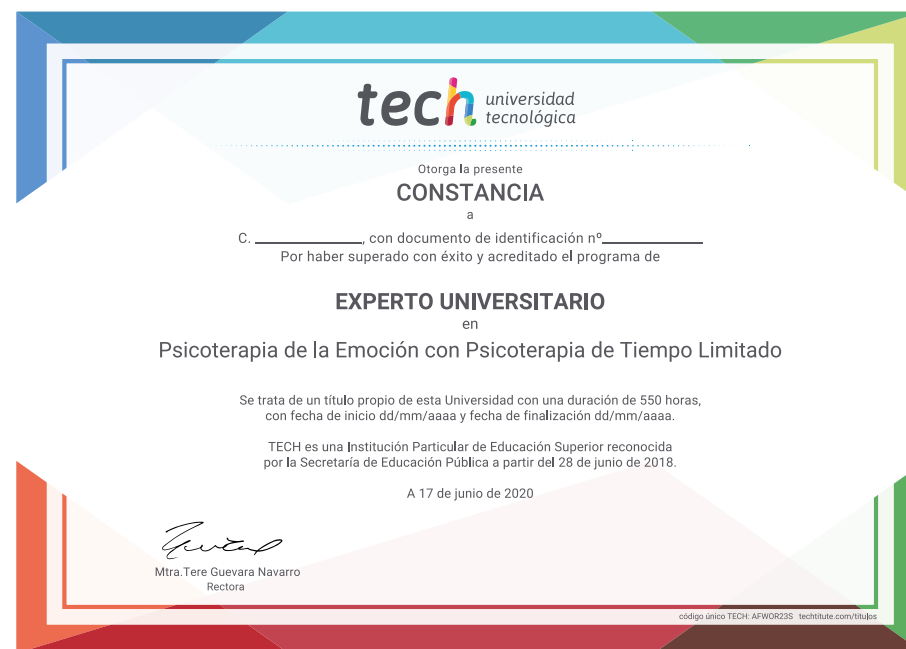 tech universidad
tecnológica
Otorga la presente
CONSTANCIA
a
C. ____________, con documento de identificación nº____________
Por haber superado con éxito y acreditado el programa de
EXPERTO UNIVERSITARIO
en
Psicoterapia de la Emoción con Psicoterapia de Tiempo Limitado
Se trata de un título propio de esta Universidad con una duración de 550 horas,
con fecha de inicio dd/mm/aaaa y fecha de finalización dd/mm/aaaa.
TECH es una Institución Particular de Educación Superior reconocida
por la Secretaría de Educación Pública a partir del 28 de junio de 2018.
A 17 de junio de 2020
Mtra.Tere Guevara Navarro
Rectora
código único TECH: AFWOR23S techtitute.com/titulos